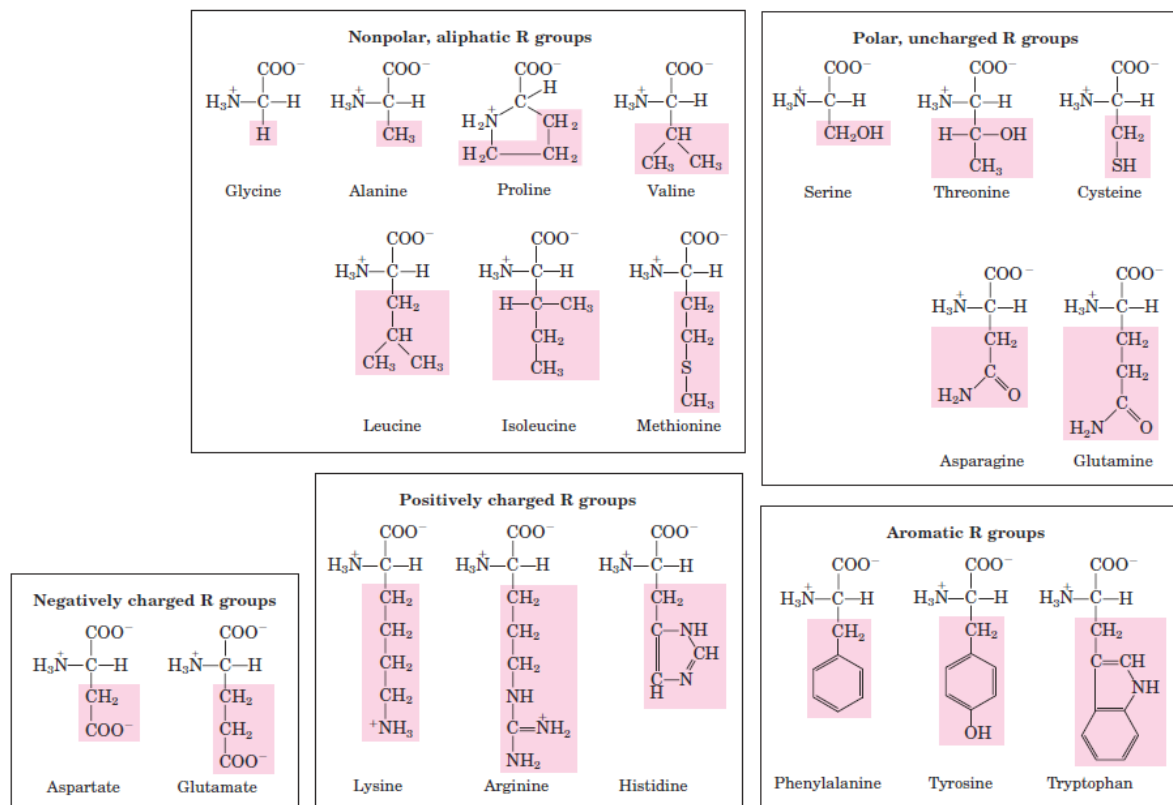 Nonpolar, aliphatic R groups
COO⁻
H₃N⁺—C—H
H
Glycine
COO⁻
H₃N⁺—C—H
CH₃
Alanine
COO⁻
H
C
H₂N⁺
CH₂
H₂C
CH₂
Proline
COO⁻
H₃N⁺—C—H
CH
CH₃ CH₃
Valine
COO⁻
H₃N⁺—C—H
CH₂
CH
CH₃ CH₃
Leucine
COO⁻
H₃N⁺—C—H
H—C—CH₃
CH₂
CH₃
Isoleucine
COO⁻
H₃N⁺—C—H
CH₂
CH₂
S
CH₃
Methionine
Polar, uncharged R groups
COO⁻
H₃N⁺—C—H
CH₂OH
Serine
COO⁻
H₃N⁺—C—H
H—C—OH
CH₃
Threonine
COO⁻
H₃N⁺—C—H
CH₂
SH
Cysteine
COO⁻
H₃N⁺—C—H
CH₂
C
H₂N O
Asparagine
COO⁻
H₃N⁺—C—H
CH₂
CH₂
C
H₂N O
Glutamine
Negatively charged R groups
COO⁻
H₃N⁺—C—H
CH₂
COO⁻
Aspartate
COO⁻
H₃N⁺—C—H
CH₂
CH₂
COO⁻
Glutamate
Positively charged R groups
COO⁻
H₃N⁺—C—H
CH₂
CH₂
CH₂
CH₂
⁺NH₃
Lysine
COO⁻
H₃N⁺—C—H
CH₂
CH₂
CH₂
NH
C=N⁺H₂
NH₂
Arginine
COO⁻
H₃N⁺—C—H
CH₂
C—NH
CH
C—N
H
Histidine
Aromatic R groups
COO⁻
H₃N⁺—C—H
CH₂
Phenylalanine
COO⁻
H₃N⁺—C—H
CH₂
OH
Tyrosine
COO⁻
H₃N⁺—C—H
CH₂
C=CH
NH
Tryptophan